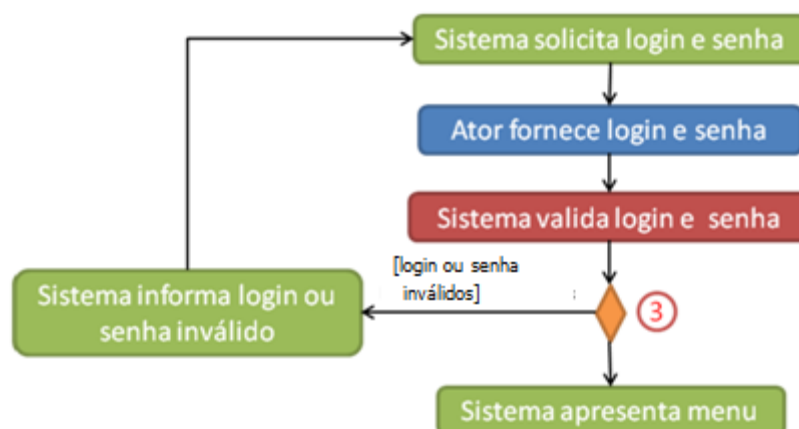 Sistema solicita login e senha
Ator fornece login e senha
Sistema valida login e senha
[login ou senha
inválidos]
3
Sistema informa login ou
senha inválido
Sistema apresenta menu